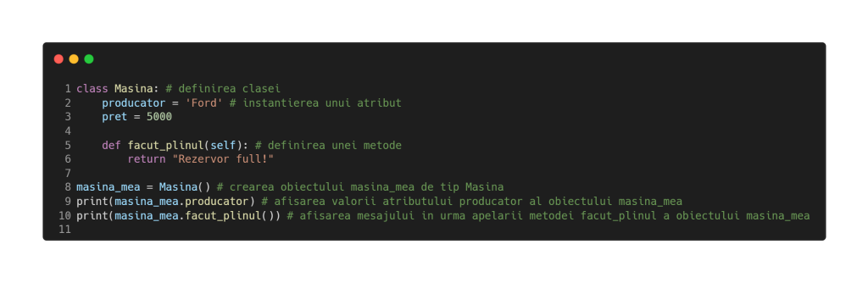 1 class Masina: # definirea clasei
2     producator = 'Ford' # instantierea unui atribut
3     pret = 5000
4
5     def facut_plinul(self): # definirea unei metode
6         return "Rezervor full!"
7
8 masina_mea = Masina() # crearea obiectului masina_mea de tip Masina
9 print(masina_mea.producator) # afisarea valorii atributului producator al obiectului masina_mea
10 print(masina_mea.facut_plinul()) # afisarea mesajului in urma apelarii metodei facut_plinul a obiectului masina_mea
11